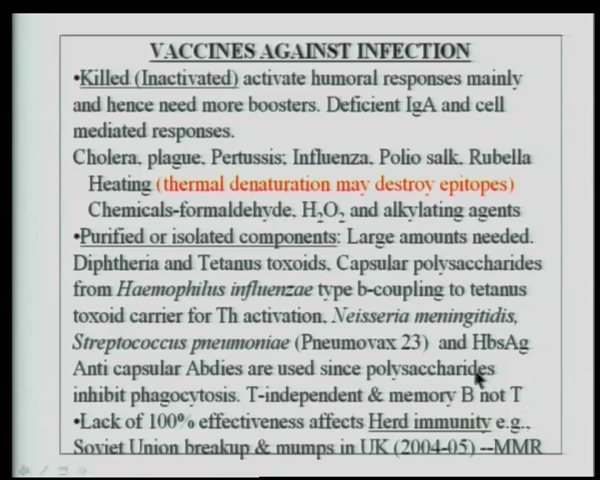 VACCINES AGAINST INFECTION
•Killed (Inactivated) activate humoral responses mainly
and hence need more boosters. Deficient IgA and cell
mediated responses.
Cholera, plague, Pertussis; Influenza, Polio salk, Rubella
Heating (thermal denaturation may destroy epitopes)
Chemicals-formaldehyde, H₂O₂ and alkylating agents
•Purified or isolated components: Large amounts needed.
Diphtheria and Tetanus toxoids, Capsular polysaccharides
from Haemophilus influenzae type b-coupling to tetanus
toxoid carrier for Th activation, Neisseria meningitidis,
Streptococcus pneumoniae (Pneumovax 23) and HbsAg
Anti capsular Abdies are used since polysaccharides
inhibit phagocytosis. T-independent & memory B not T
•Lack of 100% effectiveness affects Herd immunity e.g.,
Soviet Union breakup & mumps in UK (2004-05) --MMR